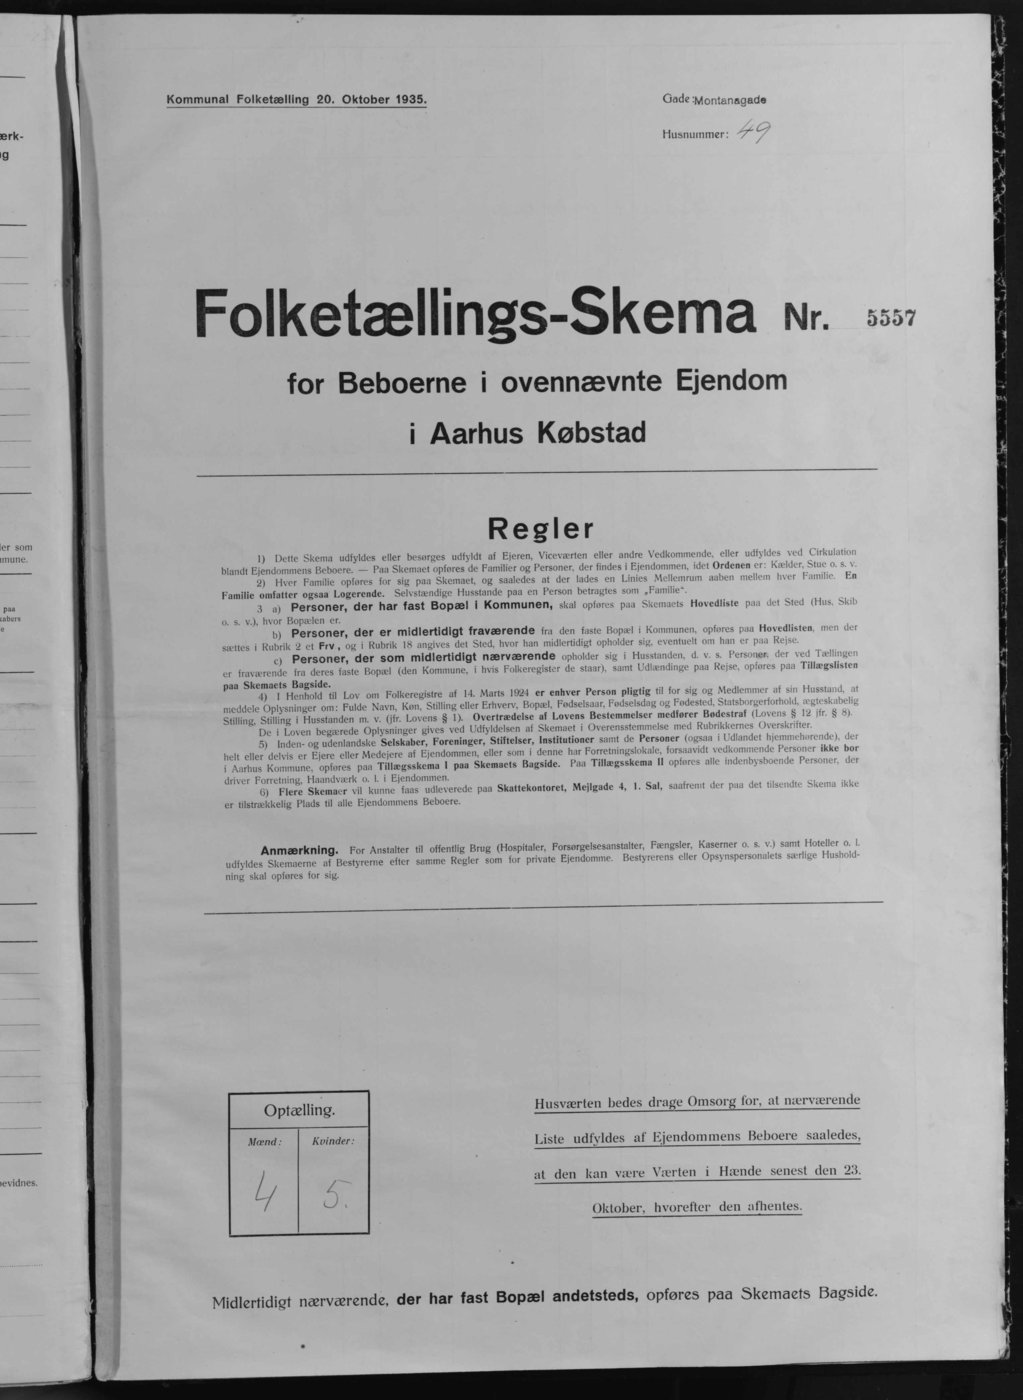 Kommunal Folketælling 20. Oktober 1935.
Gade: Montanagade
Husnummer: 49
Folketællings-Skema Nr. 5557
for Beboerne i ovennævnte Ejendom
i Aarhus Købstad
Regler
1) Dette Skema udfyldes eller besørges udfyldt af Ejeren, Viceværten eller andre Vedkommende, eller udfyldes ved Cirkulation
blandt Ejendommens Beboere. — Paa Skemaet opføres de Familier og Personer, der findes i Ejendommen, idet Ordenen er: Kælder, Stue o. s. v.
2) Hver Familie opføres for sig paa Skemaet, og saaledes at der lades en Linies Mellemrum aaben mellem hver Familie. En
Familie omfatter ogsaa Logerende. Selvstændige Husstande paa en Person betragtes som „Familie“.
3 a) Personer, der har fast Bopæl i Kommunen, skal opføres paa Skemaets Hovedliste paa det Sted (Hus, Skib
o. s. v.), hvor Bopælen er.
b) Personer, der er midlertidigt fraværende fra den faste Bopæl i Kommunen, opføres paa Hovedlisten, men der
sættes i Rubrik 2 et Frv, og i Rubrik 18 angives det Sted, hvor han midlertidigt opholder sig, eventuelt om han er paa Rejse.
c) Personer, der som midlertidigt nærværende opholder sig i Husstanden, d. v. s. Personer, der ved Tællingen
er fraværende fra deres faste Bopæl (den Kommune, i hvis Folkeregister de staar), samt Udlændinge paa Rejse, opføres paa Tillægslisten
paa Skemaets Bagside.
4) I Henhold til Lov om Folkeregistre af 14. Marts 1924 er enhver Person pligtig til for sig og Medlemmer af sin Husstand, at
meddele Oplysninger om: Fulde Navn, Køn, Stilling eller Erhverv, Bopæl, Fødselsaar, Fødselsdag og Fødested, Statsborgerforhold, ægteskabelig
Stilling, Stilling i Husstanden m. v. (jfr. Lovens § 1). Overtrædelse af Lovens Bestemmelser medfører Bødestraf (Lovens § 12 jfr. § 8).
De i Loven begærede Oplysninger gives ved Udfyldelsen af Skemaet i Overensstemmelse med Rubrikkernes Overskrifter.
5) Inden- og udenlandske Selskaber, Foreninger, Stiftelser, Institutioner samt de Personer (ogsaa i Udlandet hjemmehørende), der
helt eller delvis er Ejere eller Medejere af Ejendommen, eller som i denne har Forretningslokale, forsaavidt vedkommende Personer ikke bor
i Aarhus Kommune, opføres paa Tillægsskema I paa Skemaets Bagside. Paa Tillægsskema II opføres alle indenbysboende Personer, der
driver Forretning, Haandværk o. l. i Ejendommen.
6) Flere Skemaer vil kunne faas udleverede paa Skattekontoret, Mejlgade 4, 1. Sal, saafremt der paa det tilsendte Skema ikke
er tilstrækkelig Plads til alle Ejendommens Beboere.
Anmærkning. For Anstalter til offentlig Brug (Hospitaler, Forsørgelsesanstalter, Fængsler, Kaserner o. s. v.) samt Hoteller o. l.
udfyldes Skemaerne af Bestyrerne efter samme Regler som for private Ejendomme. Bestyrerens eller Opsynspersonalets særlige Hushold-
ning skal opføres for sig.
Optælling.
Mænd: Kvinder:
4 5.
Husværten bedes drage Omsorg for, at nærværende
Liste udfyldes af Ejendommens Beboere saaledes,
at den kan være Værten i Hænde senest den 23.
Oktober, hvorefter den afhentes.
Midlertidigt nærværende, der har fast Bopæl andetsteds, opføres paa Skemaets Bagside.